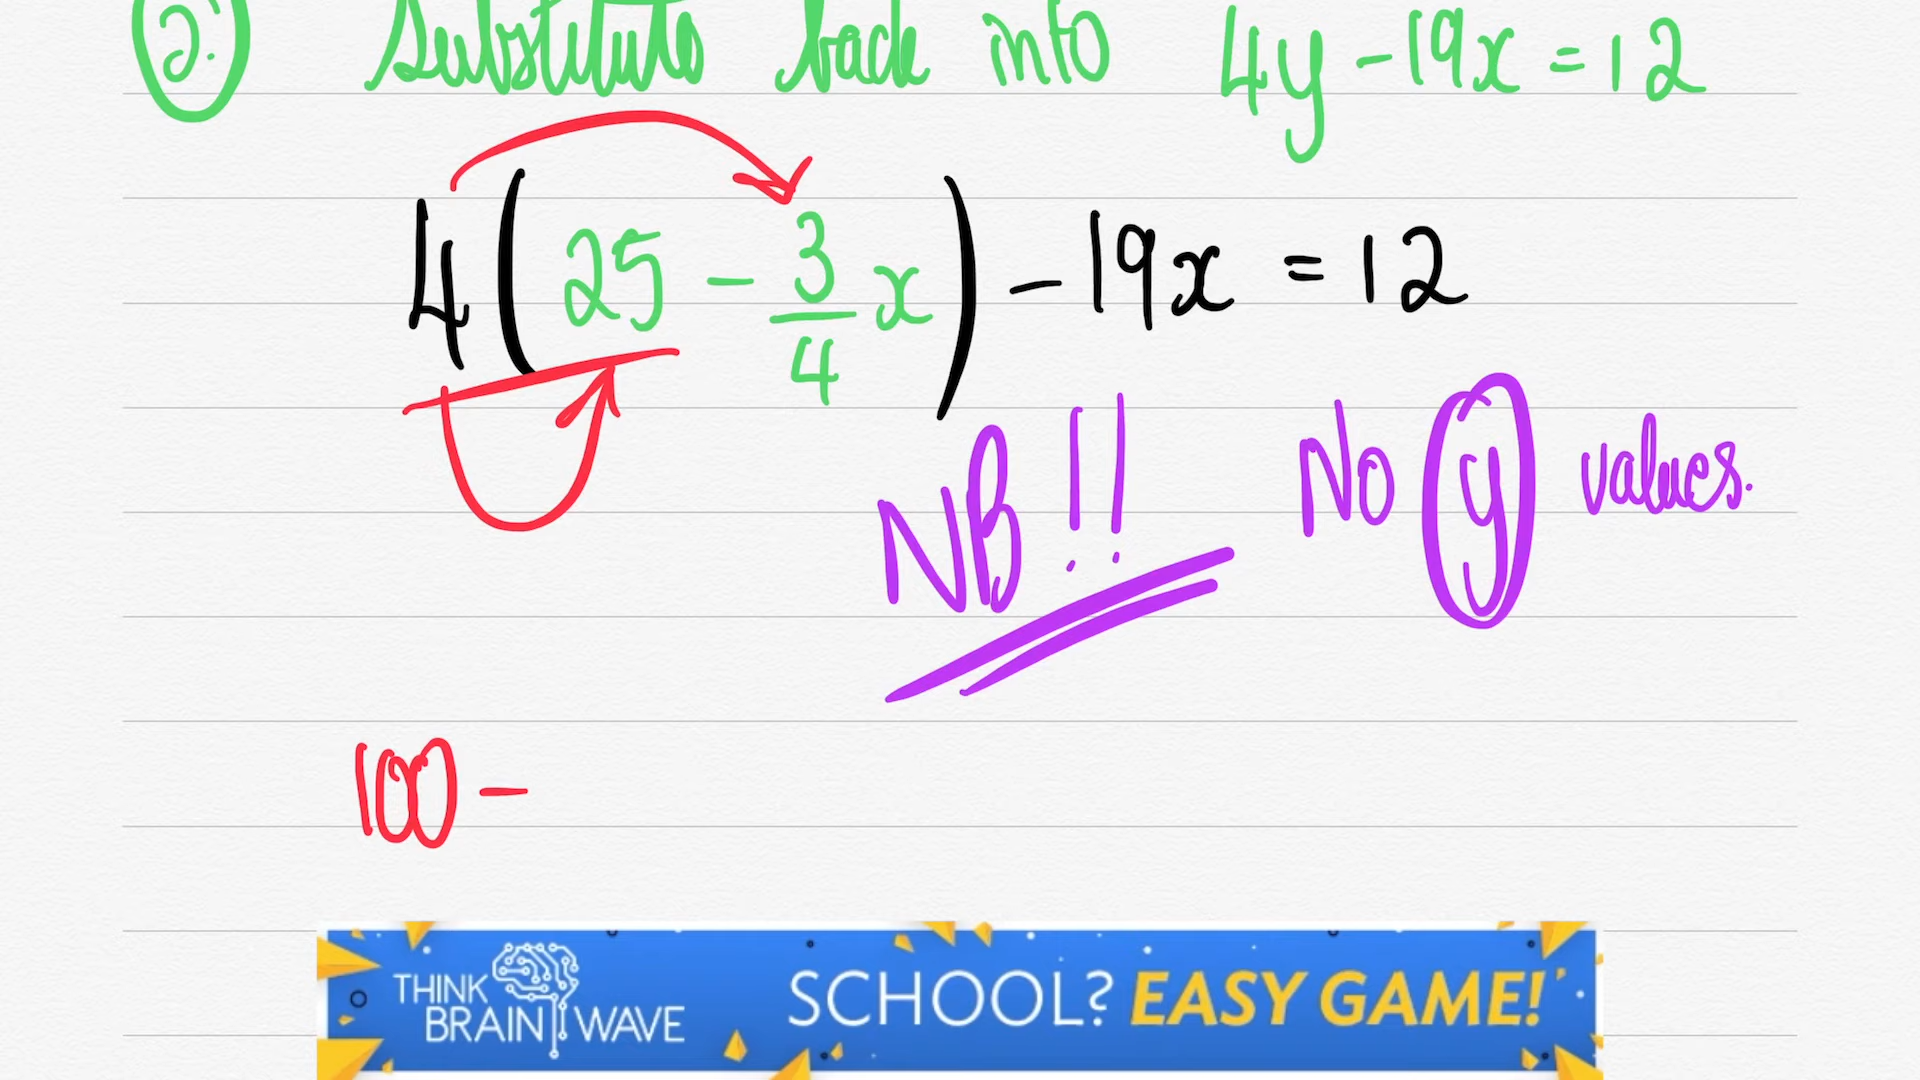 2. Substitute back into 4y - 19x = 12
4(25 - 3/4 x) - 19x = 12
NB!! No y values.
100 -
THINK BRAIN WAVE SCHOOL? EASY GAME!